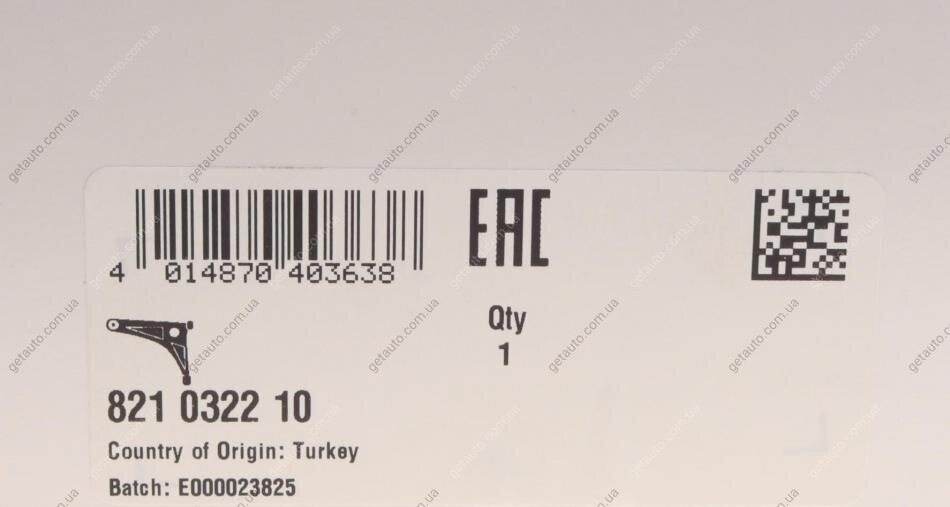 4 014870 403638
EAC
Qty
1
821 0322 10
Country of Origin: Turkey
Batch: E000023825
getauto.com.ua